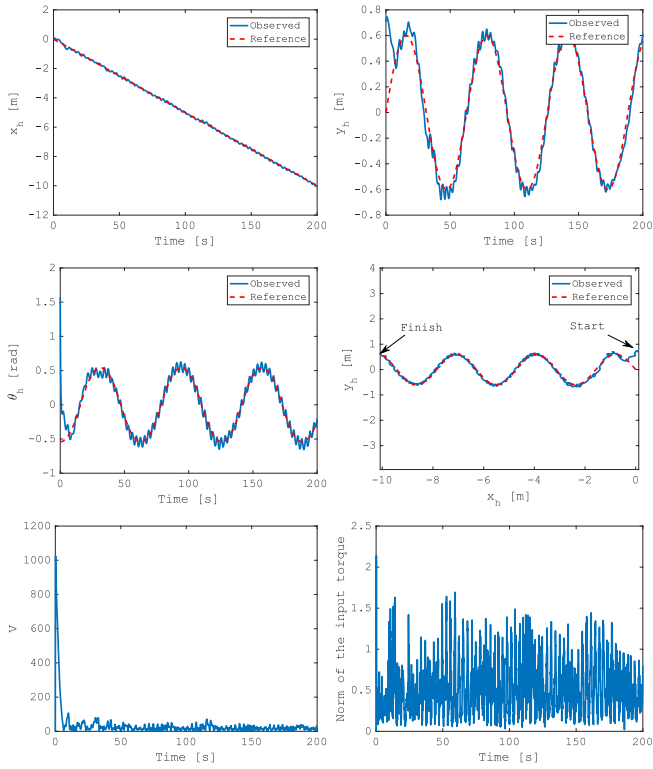 x_h [m]
2
0
-2
-4
-6
-8
-10
-12
0 50 100 150 200
Time [s]
Observed
Reference
y_h [m]
0.8
0.6
0.4
0.2
0
-0.2
-0.4
-0.6
-0.8
0 50 100 150 200
Time [s]
Observed
Reference
θ_h [rad]
2
1.5
1
0.5
0
-0.5
-1
0 50 100 150 200
Time [s]
Observed
Reference
y_h [m]
4
3
2
1
0
-1
-2
-3
-10 -8 -6 -4 -2 0
x_h [m]
Observed
Reference
Finish
Start
V
1200
1000
800
600
400
200
0
0 50 100 150 200
Time [s]
Norm of the input torque
2.5
2
1.5
1
0.5
0
0 50 100 150 200
Time [s]